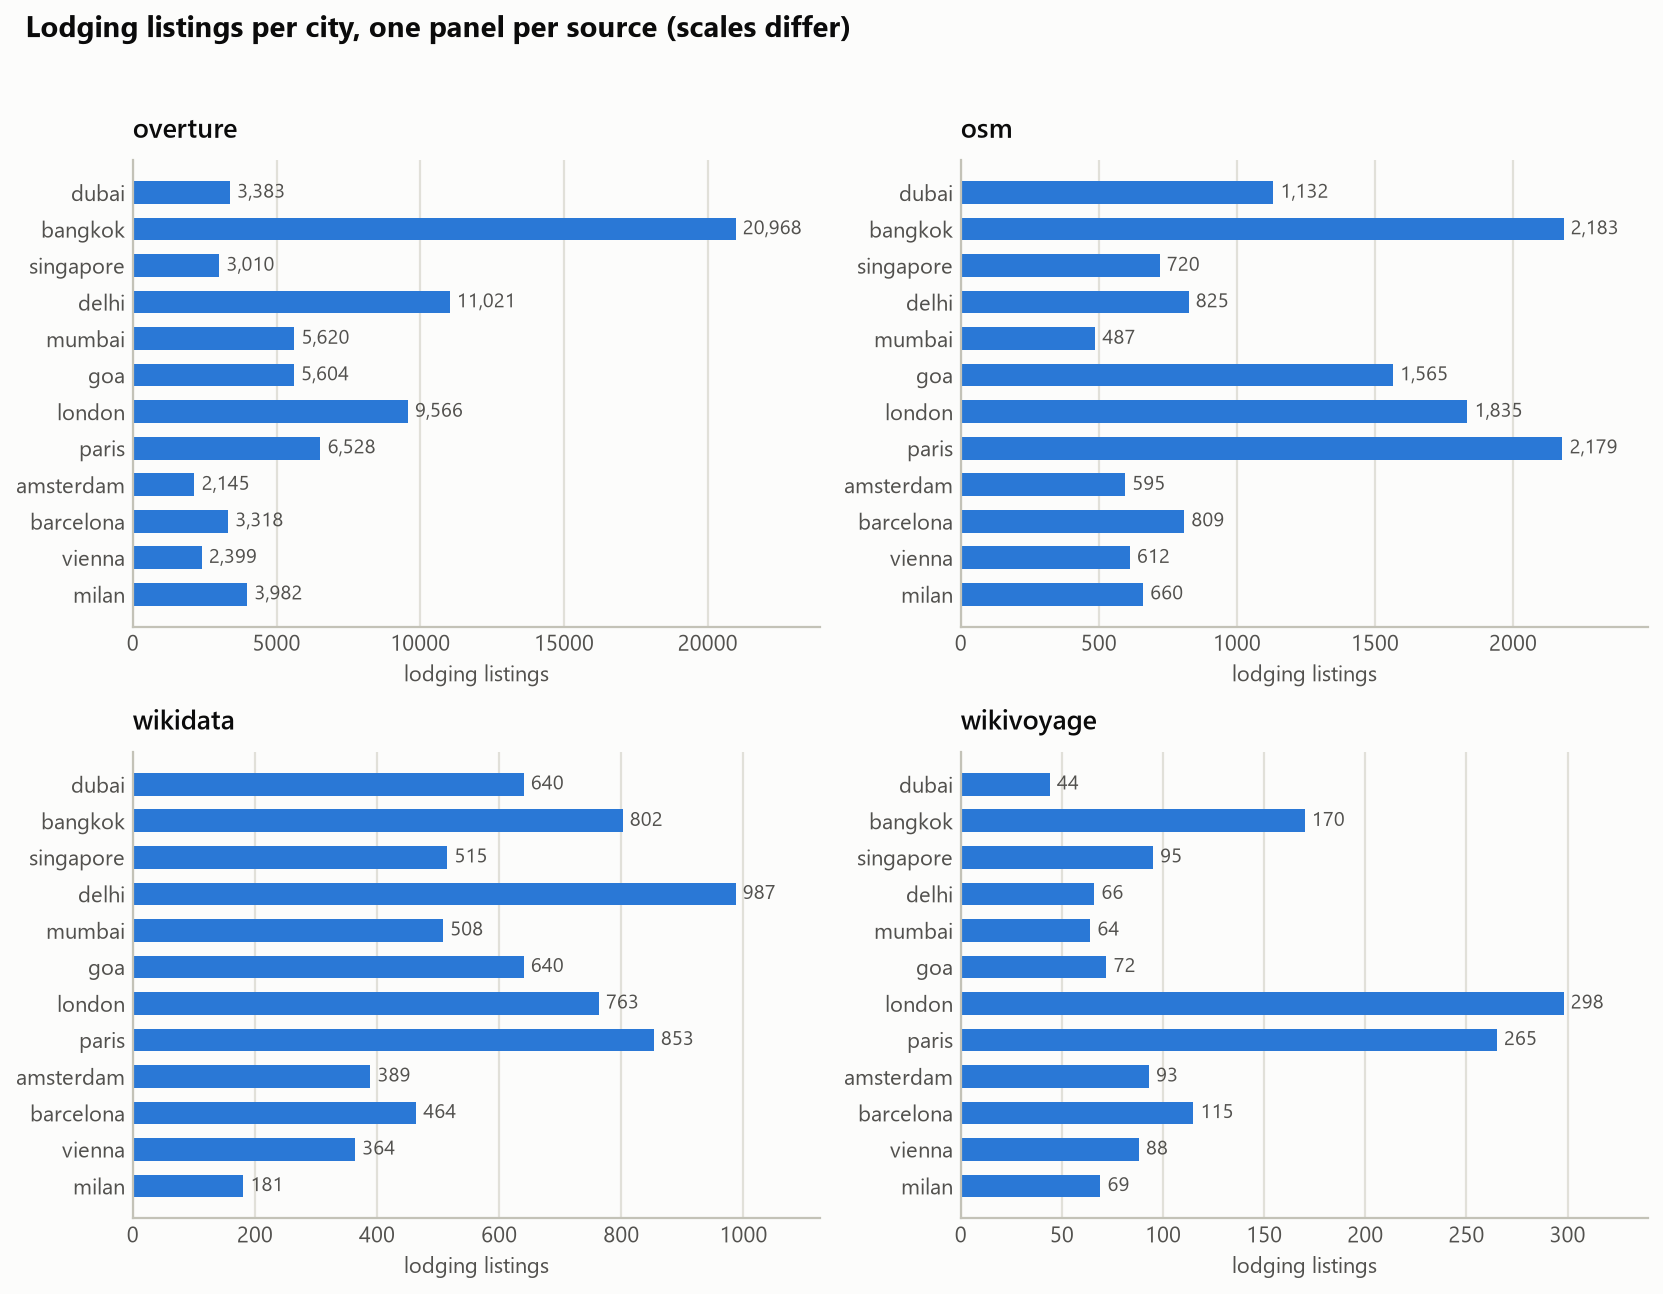 Lodging listings per city, one panel per source (scales differ)
overture
dubai 3,383
bangkok 20,968
singapore 3,010
delhi 11,021
mumbai 5,620
goa 5,604
london 9,566
paris 6,528
amsterdam 2,145
barcelona 3,318
vienna 2,399
milan 3,982
0 5000 10000 15000 20000
lodging listings
osm
dubai 1,132
bangkok 2,183
singapore 720
delhi 825
mumbai 487
goa 1,565
london 1,835
paris 2,179
amsterdam 595
barcelona 809
vienna 612
milan 660
0 500 1000 1500 2000
lodging listings
wikidata
dubai 640
bangkok 802
singapore 515
delhi 987
mumbai 508
goa 640
london 763
paris 853
amsterdam 389
barcelona 464
vienna 364
milan 181
0 200 400 600 800 1000
lodging listings
wikivoyage
dubai 44
bangkok 170
singapore 95
delhi 66
mumbai 64
goa 72
london 298
paris 265
amsterdam 93
barcelona 115
vienna 88
milan 69
0 50 100 150 200 250 300
lodging listings